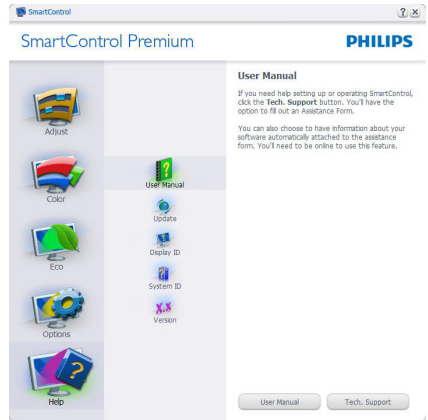 SmartControl
SmartControl Premium
PHILIPS
Adjust
Color
Eco
Options
Help
User Manual
Update
Display ID
System ID
X.X
Version
User Manual
If you need help setting up or operating SmartControl,
click the Tech. Support button. You'll have the
option to fill out an Assistance Form.
You can also choose to have information about your
software automatically attached to the assistance
form. You'll need to be online to use this feature.
User Manual
Tech. Support